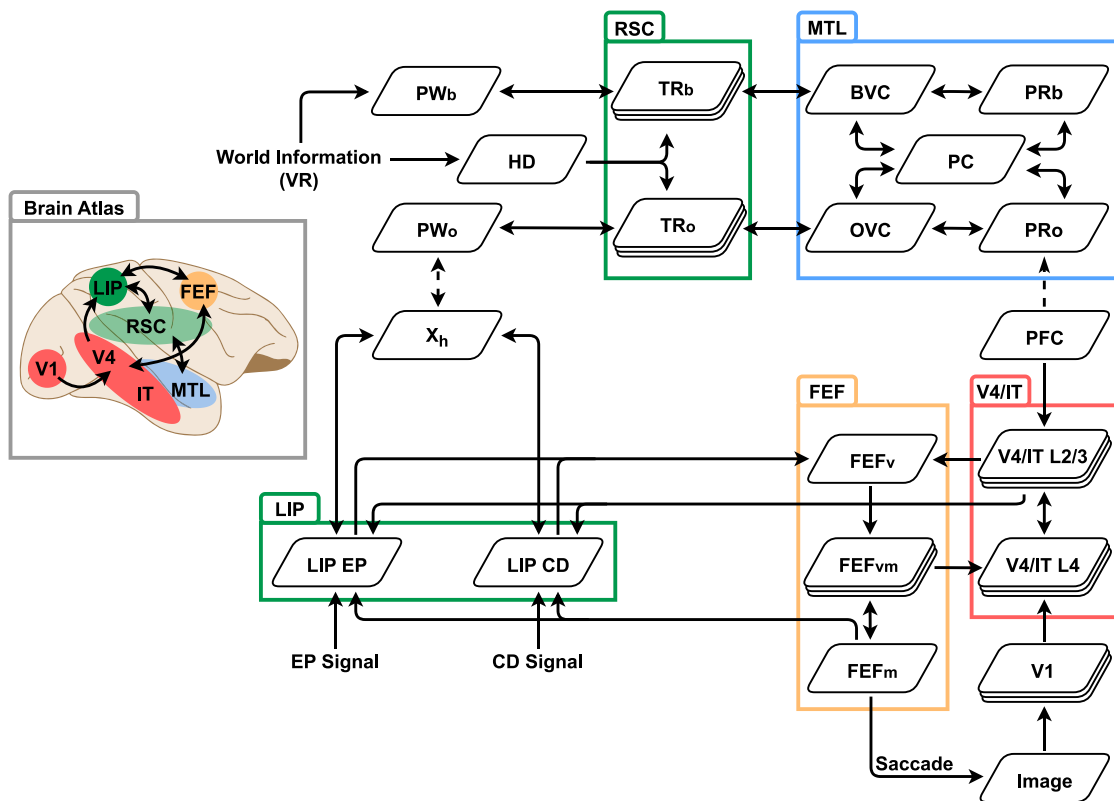 RSC
MTL
PWb
TRb
BVC
PRb
World Information
(VR)
HD
PC
Brain Atlas
PWo
TRo
OVC
PRo
LIP
FEF
RSC
V4
V1
IT
MTL
Xh
PFC
FEF
V4/IT
FEFv
V4/IT L2/3
LIP
LIP EP
LIP CD
FEFvm
V4/IT L4
EP Signal
CD Signal
FEFm
V1
Saccade
Image